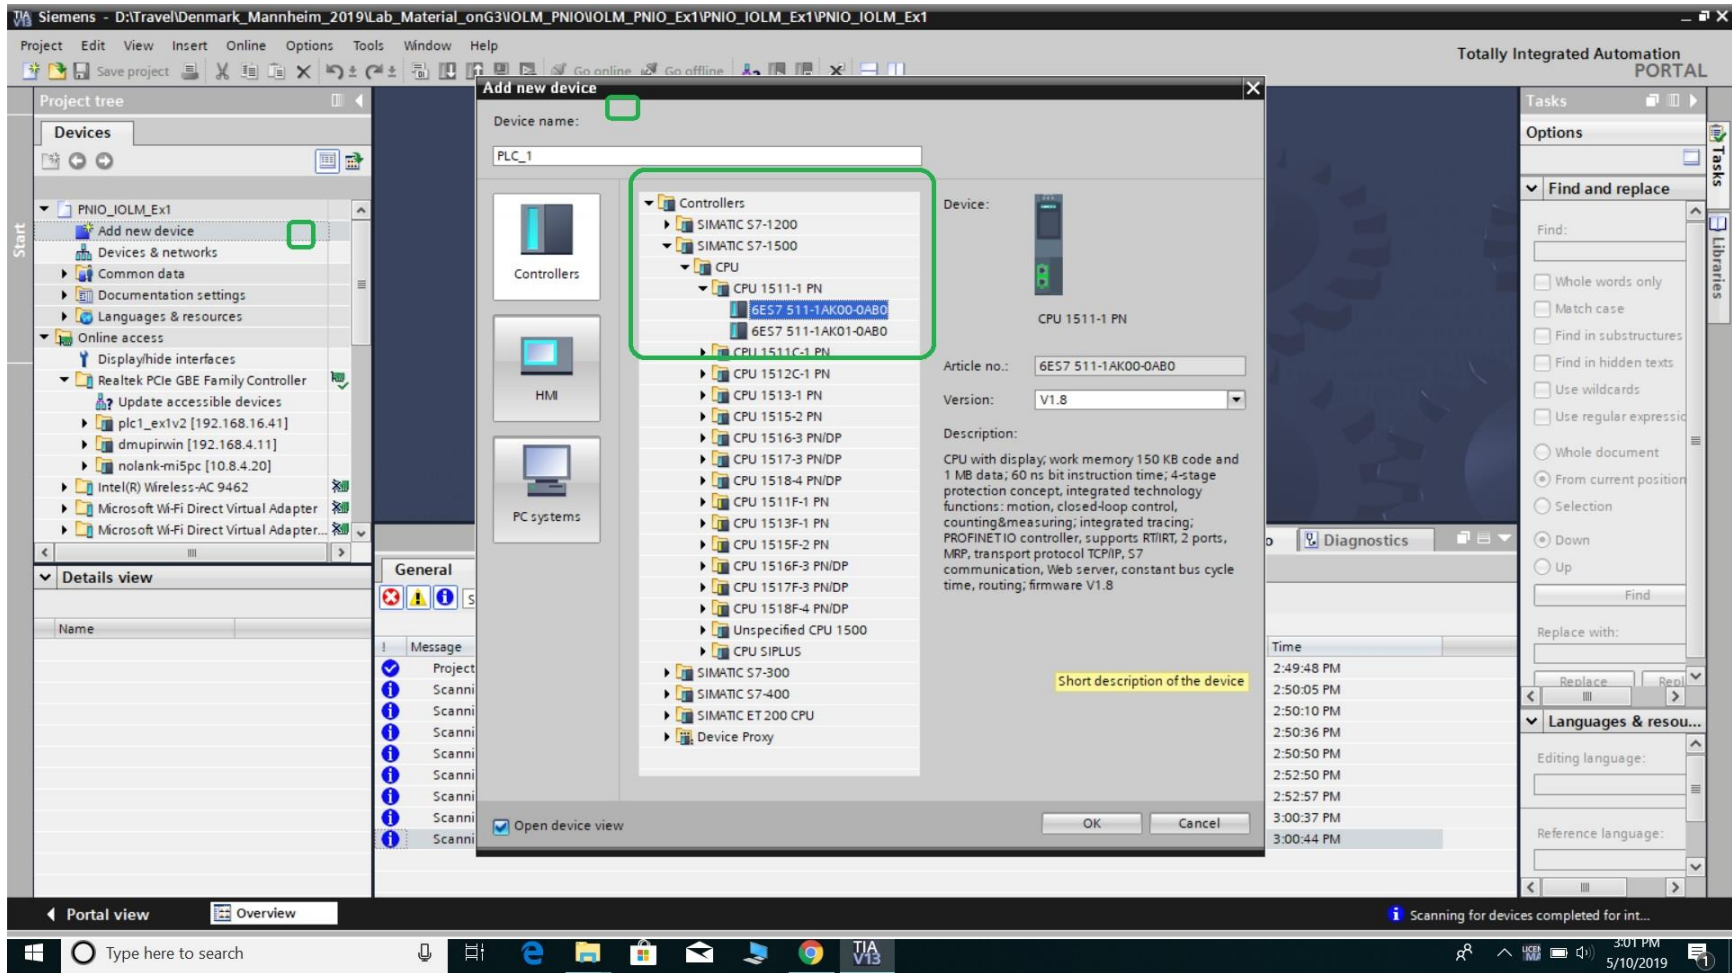 Siemens - D:\Travel\Denmark_Mannheim_2019\Lab_Material_onG3\IOLM_PNIO\IOLM_PNIO_Ex1\PNIO_IOLM_Ex1\PNIO_IOLM_Ex1
Project Edit View Insert Online Options Tools Window Help
Totally Integrated Automation
PORTAL
Save project
Go online
Go offline
Project tree
Devices
PNIO_IOLM_Ex1
Add new device
Devices & networks
Common data
Documentation settings
Languages & resources
Online access
Display/hide interfaces
Realtek PCIe GBE Family Controller
Update accessible devices
plc1_ex1v2 [192.168.16.41]
dmupirwin [192.168.4.11]
nolank-mi5pc [10.8.4.20]
Intel(R) Wireless-AC 9462
Microsoft Wi-Fi Direct Virtual Adapter
Microsoft Wi-Fi Direct Virtual Adapter...
Start
Details view
Name
Add new device
Device name:
PLC_1
Controllers
HMI
PC systems
Controllers
SIMATIC S7-1200
SIMATIC S7-1500
CPU
CPU 1511-1 PN
6ES7 511-1AK00-0AB0
6ES7 511-1AK01-0AB0
CPU 1511C-1 PN
CPU 1512C-1 PN
CPU 1513-1 PN
CPU 1515-2 PN
CPU 1516-3 PN/DP
CPU 1517-3 PN/DP
CPU 1518-4 PN/DP
CPU 1511F-1 PN
CPU 1513F-1 PN
CPU 1515F-2 PN
CPU 1516F-3 PN/DP
CPU 1517F-3 PN/DP
CPU 1518F-4 PN/DP
Unspecified CPU 1500
CPU SIPLUS
SIMATIC S7-300
SIMATIC S7-400
SIMATIC ET 200 CPU
Device Proxy
Device:
CPU 1511-1 PN
Article no.: 6ES7 511-1AK00-0AB0
Version: V1.8
Description:
CPU with display; work memory 150 KB code and
1 MB data; 60 ns bit instruction time; 4-stage
protection concept, integrated technology
functions: motion, closed-loop control,
counting&measuring; integrated tracing;
PROFINET IO controller, supports RT/IRT, 2 ports,
MRP, transport protocol TCP/IP, S7
communication, Web server, constant bus cycle
time, routing; firmware V1.8
Short description of the device
Open device view
OK
Cancel
General
Diagnostics
! Message Time
Project 2:49:48 PM
Scanni 2:50:05 PM
Scanni 2:50:10 PM
Scanni 2:50:36 PM
Scanni 2:50:50 PM
Scanni 2:52:50 PM
Scanni 2:52:57 PM
Scanni 3:00:37 PM
Scanni 3:00:44 PM
Tasks
Options
Find and replace
Find:
Whole words only
Match case
Find in substructures
Find in hidden texts
Use wildcards
Use regular expressio
Whole document
From current position
Selection
Down
Up
Find
Replace with:
Replace
Repl
Languages & resou...
Editing language:
Reference language:
Tasks
Libraries
Portal view
Overview
Scanning for devices completed for int...
Type here to search
TIA
V13
3:01 PM
5/10/2019
1